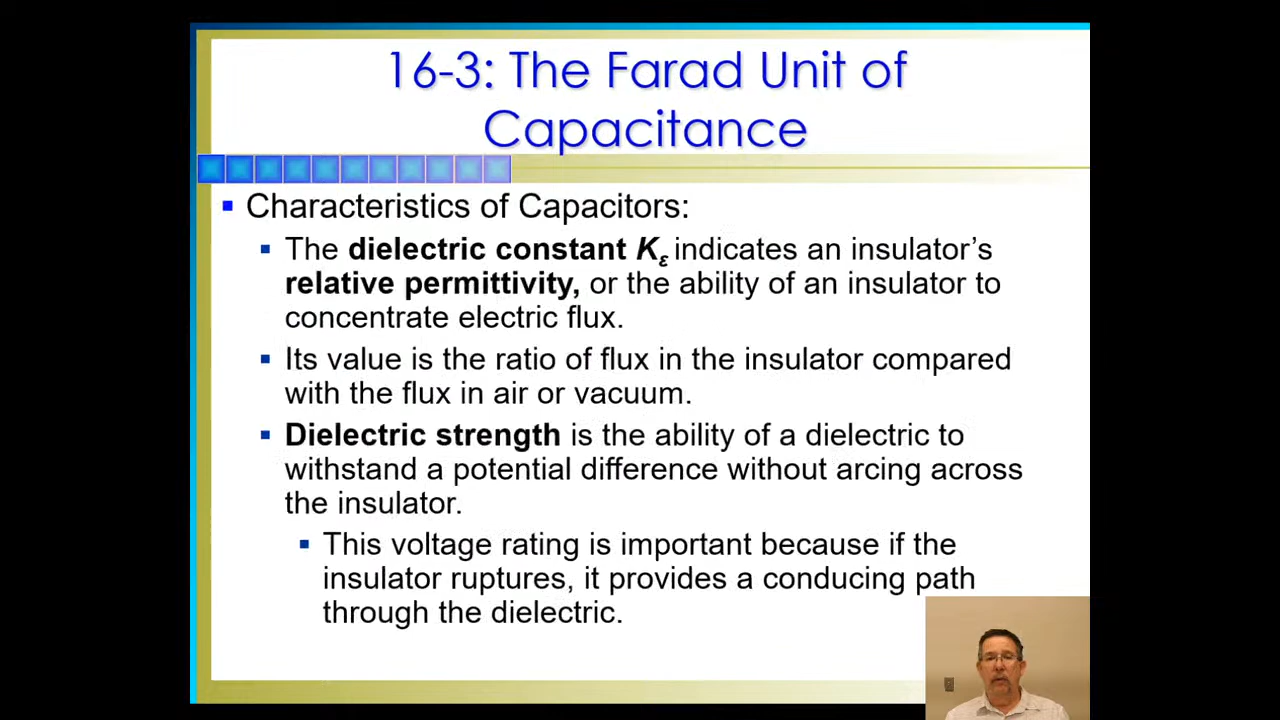 16-3: The Farad Unit of
Capacitance
Characteristics of Capacitors:
The dielectric constant Kε indicates an insulator’s
relative permittivity, or the ability of an insulator to
concentrate electric flux.
Its value is the ratio of flux in the insulator compared
with the flux in air or vacuum.
Dielectric strength is the ability of a dielectric to
withstand a potential difference without arcing across
the insulator.
This voltage rating is important because if the
insulator ruptures, it provides a conducing path
through the dielectric.